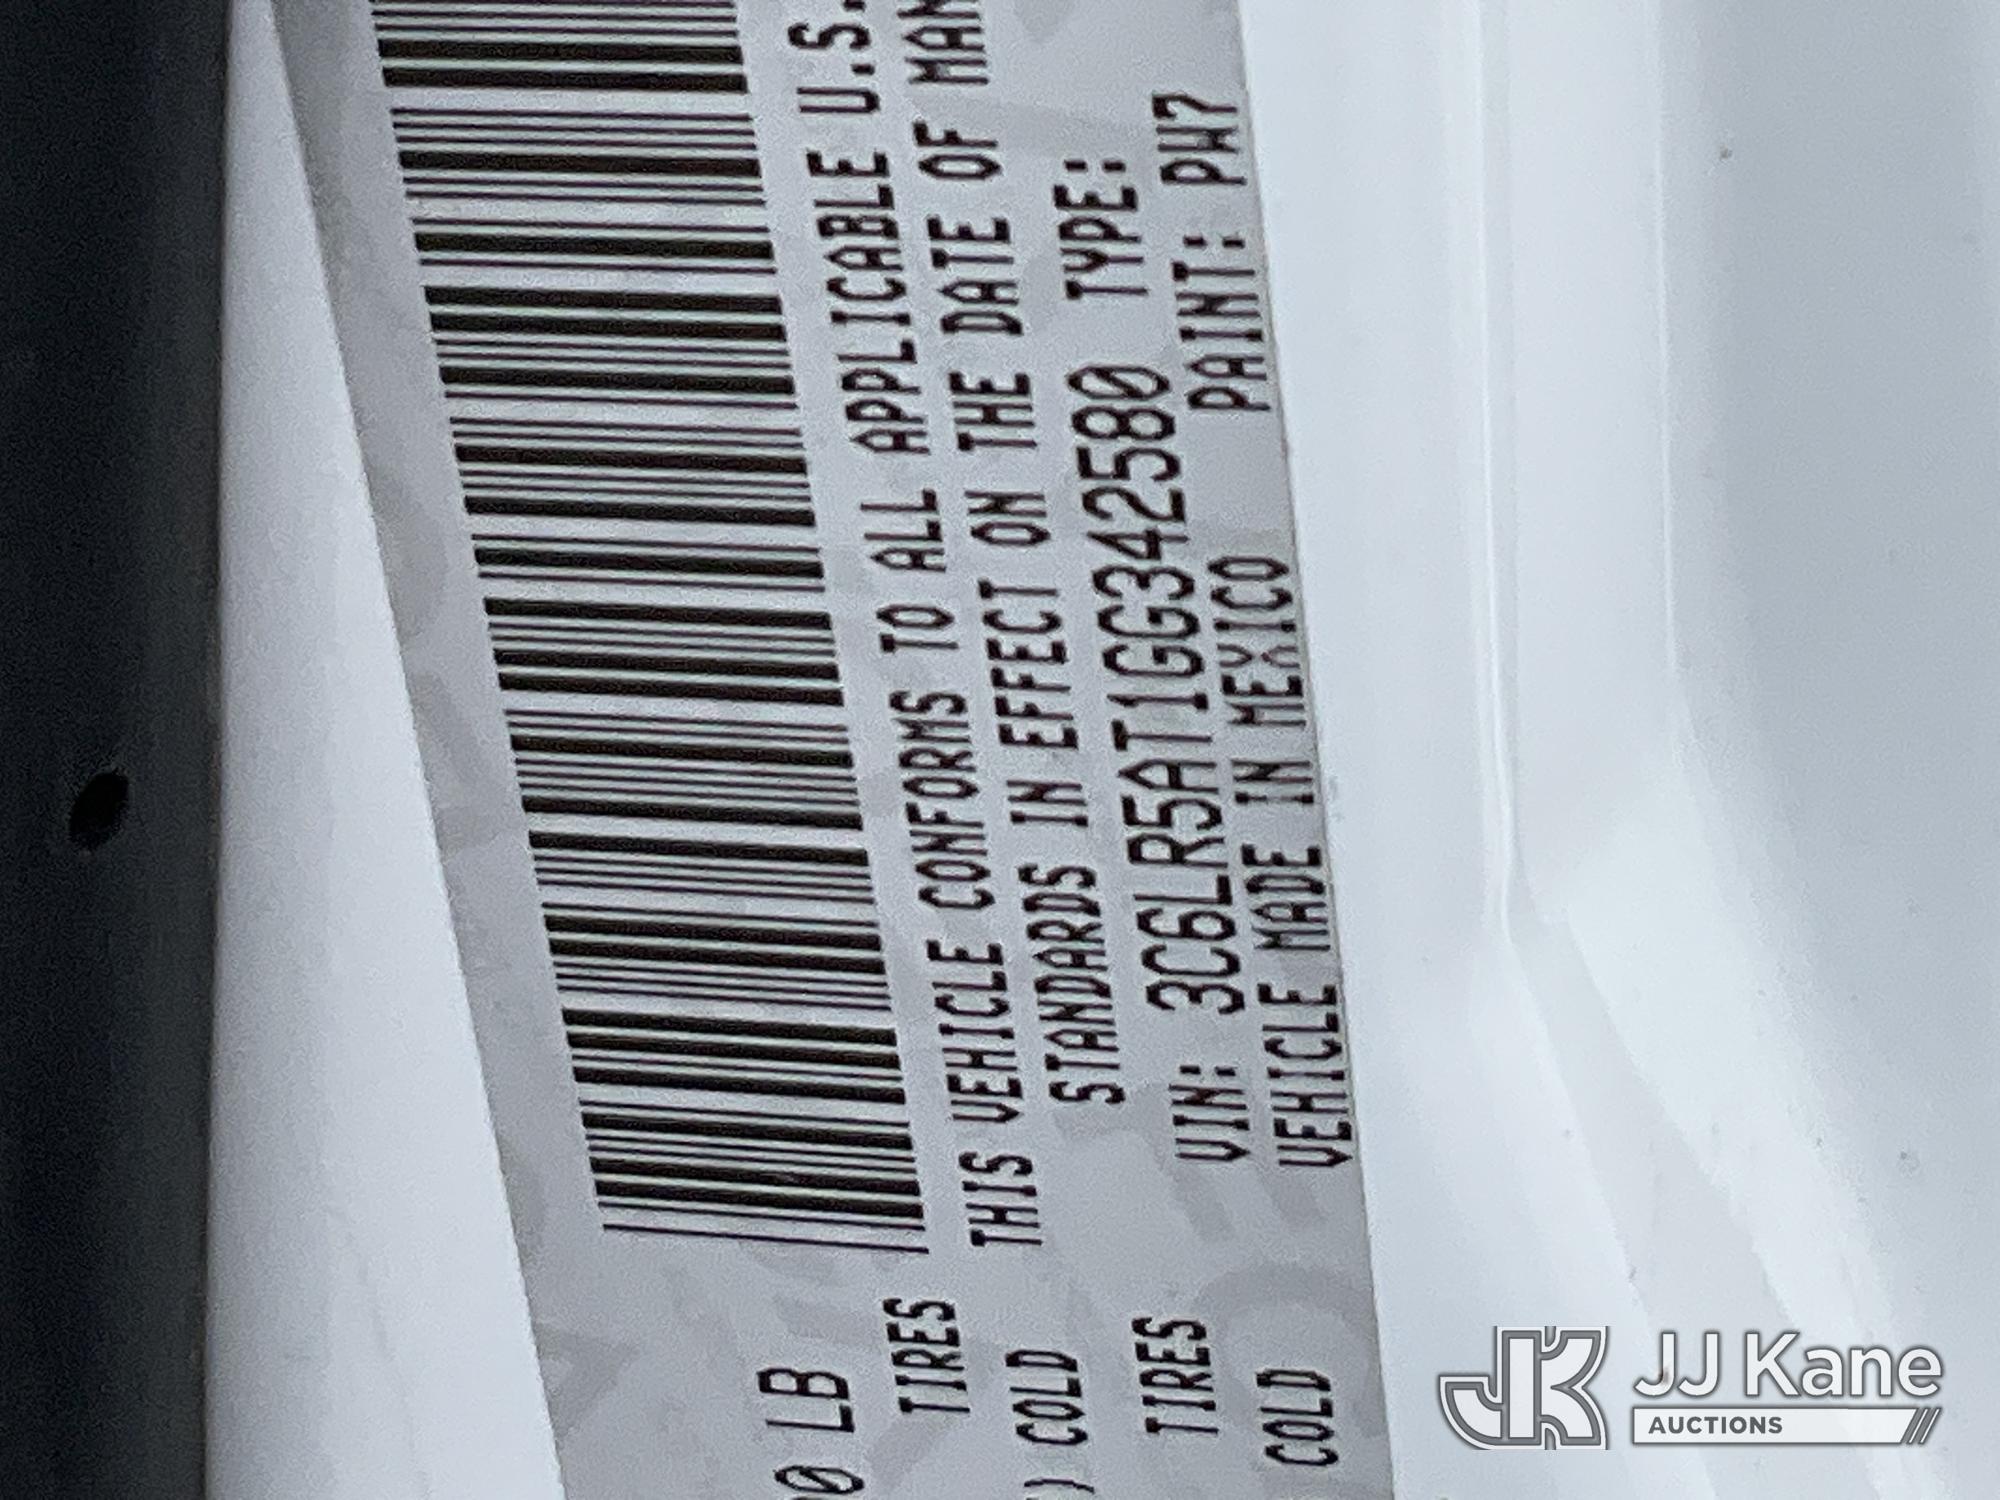 LB
TIRES
COLD
TIRES
COLD
THIS VEHICLE CONFORMS TO ALL APPLICABLE U.S.
STANDARDS IN EFFECT ON THE DATE OF MAN
VIN: 3C6LR5AT1GG342580 TYPE:
VEHICLE MADE IN MEXICO PAINT: PW7
JK JJ Kane
AUCTIONS